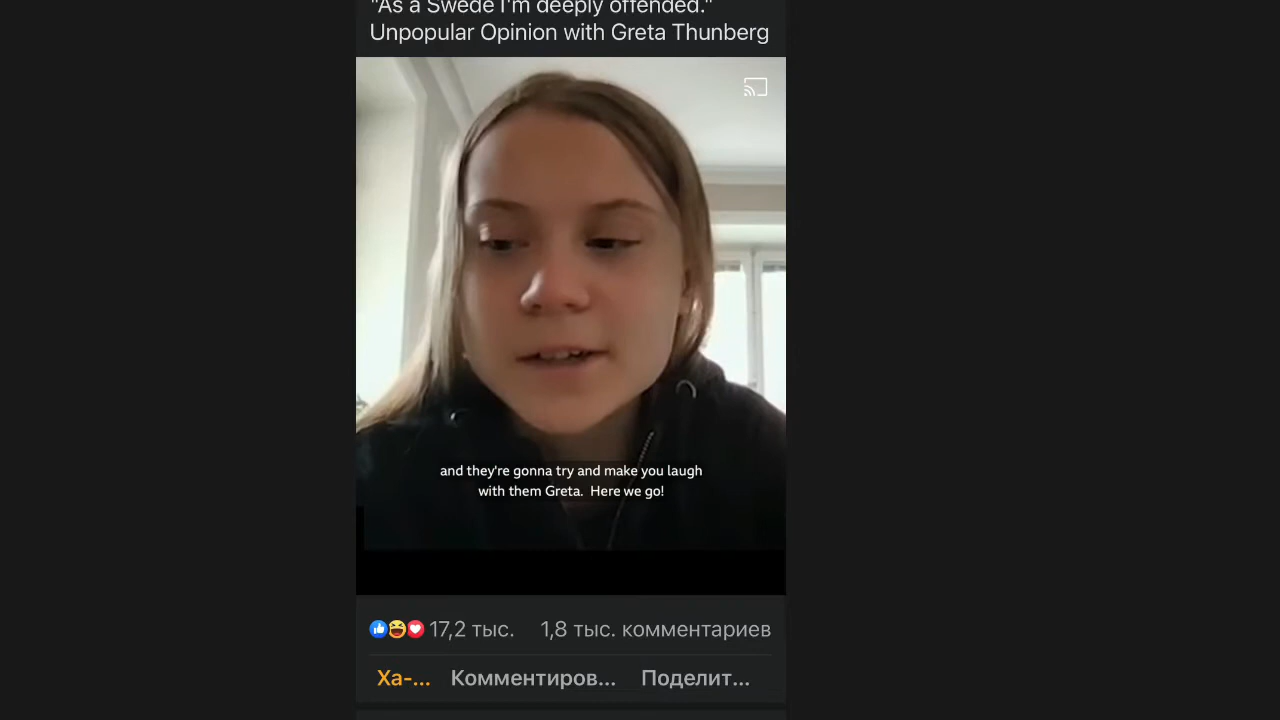 "As a Swede I'm deeply offended."
Unpopular Opinion with Greta Thunberg
and they're gonna try and make you laugh
with them Greta.  Here we go!
17,2 тыс. 1,8 тыс. комментариев
Ха-... Комментиров... Поделит...